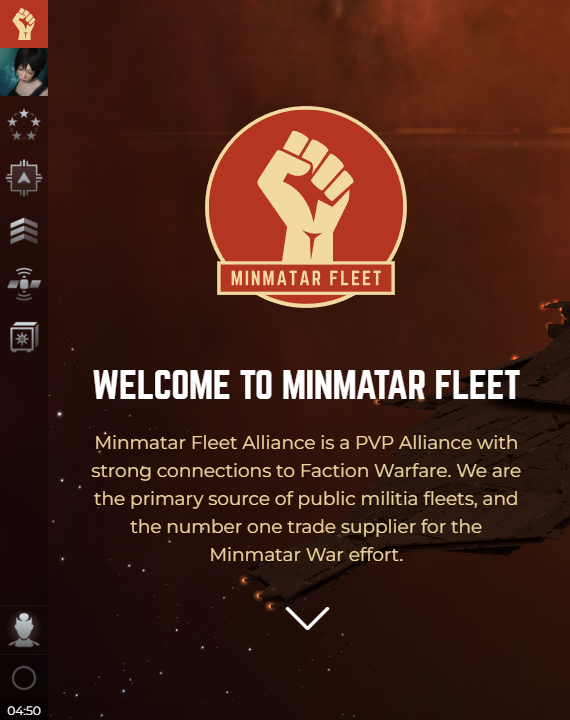 MINMATAR FLEET
WELCOME TO MINMATAR FLEET
Minmatar Fleet Alliance is a PVP Alliance with
strong connections to Faction Warfare. We are
the primary source of public militia fleets, and
the number one trade supplier for the
Minmatar War effort.
04:50